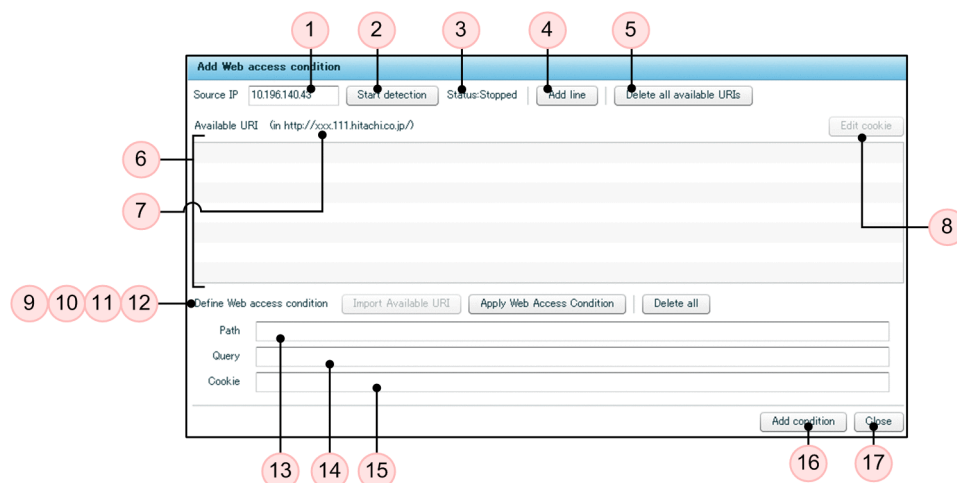 1 2 3 4 5
Add Web access condition
Source IP 10.196.140.43 Start detection Status:Stopped Add line Delete all available URIs
Available URI (in http://xxx.111.hitachi.co.jp/) Edit cookie
6
7
8
9 10 11 12 Define Web access condition Import Available URI Apply Web Access Condition Delete all
Path
Query
Cookie
Add condition Close
13 14 15 16 17